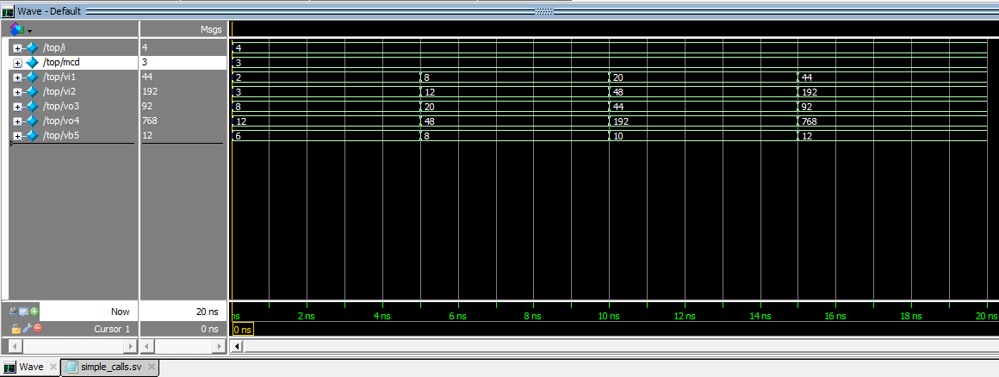 Wave - Default
Msgs
/top/i 4 4
/top/mcd 3 3
/top/vi1 44 2 8 20 44
/top/vi2 192 3 12 48 192
/top/vo3 92 8 20 44 92
/top/vo4 768 12 48 192 768
/top/vb5 12 6 8 10 12
Now 20 ns ns 2 ns 4 ns 6 ns 8 ns 10 ns 12 ns 14 ns 16 ns 18 ns 20 ns
Cursor 1 0 ns 0 ns
Wave simple_calls.sv